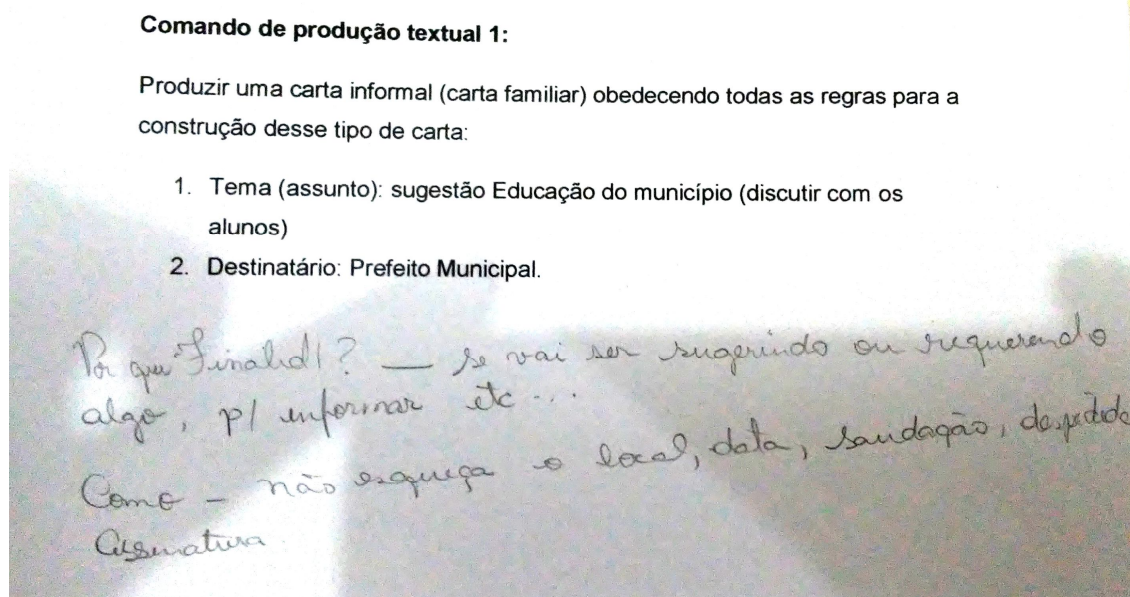 Comando de produção textual 1:
Produzir uma carta informal (carta familiar) obedecendo todas as regras para a
construção desse tipo de carta:
1. Tema (assunto): sugestão Educação do município (discutir com os
alunos)
2. Destinatário: Prefeito Municipal.
Por que Finalid/? — se vai ser sugerindo ou requerendo
algo, p/ informar etc...
Como – não esqueça o local, data, saudação, despedida
Assinatura